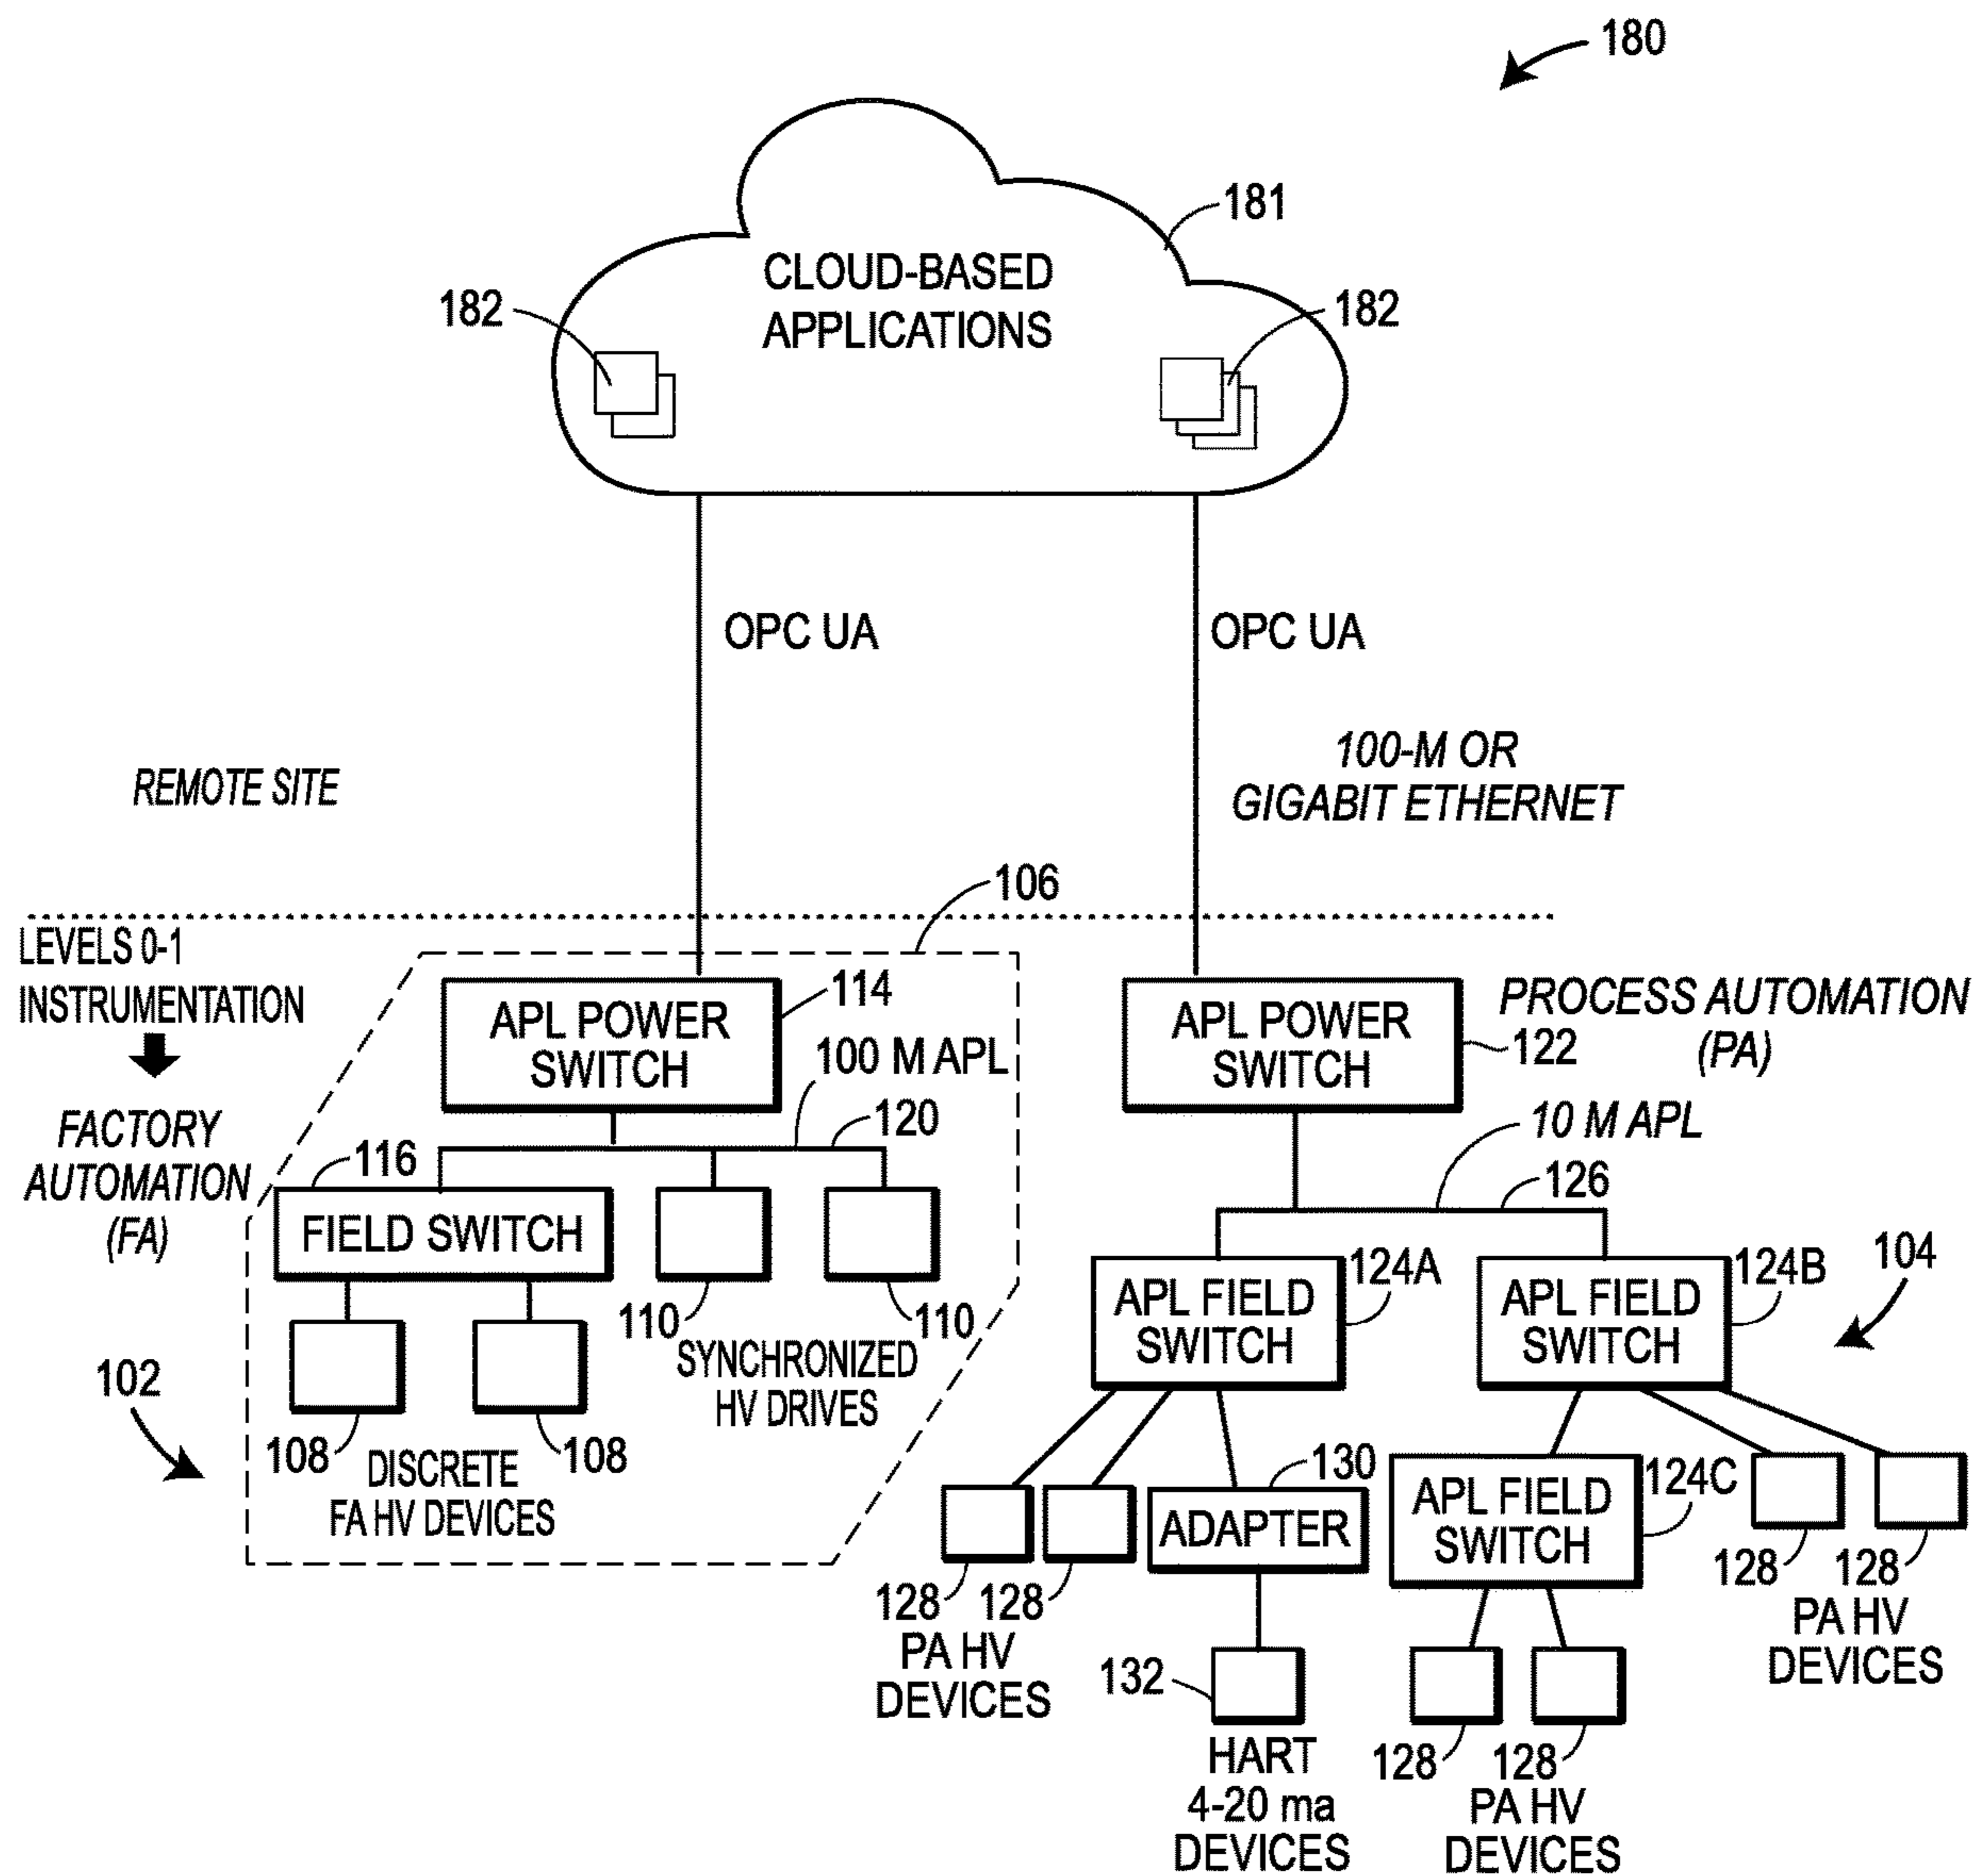 180
181
CLOUD-BASED
APPLICATIONS
182
182
OPC UA
OPC UA
100-M OR
GIGABIT ETHERNET
REMOTE SITE
106
LEVELS 0-1
INSTRUMENTATION
APL POWER
SWITCH
114
100 M APL
120
FACTORY
AUTOMATION
(FA)
116
FIELD SWITCH
110
110
SYNCHRONIZED
HV DRIVES
102
108
108
DISCRETE
FA HV DEVICES
APL POWER
SWITCH
122
PROCESS AUTOMATION
(PA)
10 M APL
126
APL FIELD
SWITCH
124A
APL FIELD
SWITCH
124B
104
130
ADAPTER
APL FIELD
SWITCH
124C
128
128
PA HV
DEVICES
128
128
PA HV
DEVICES
132
HART
4-20 ma
DEVICES
128
128
PA HV
DEVICES